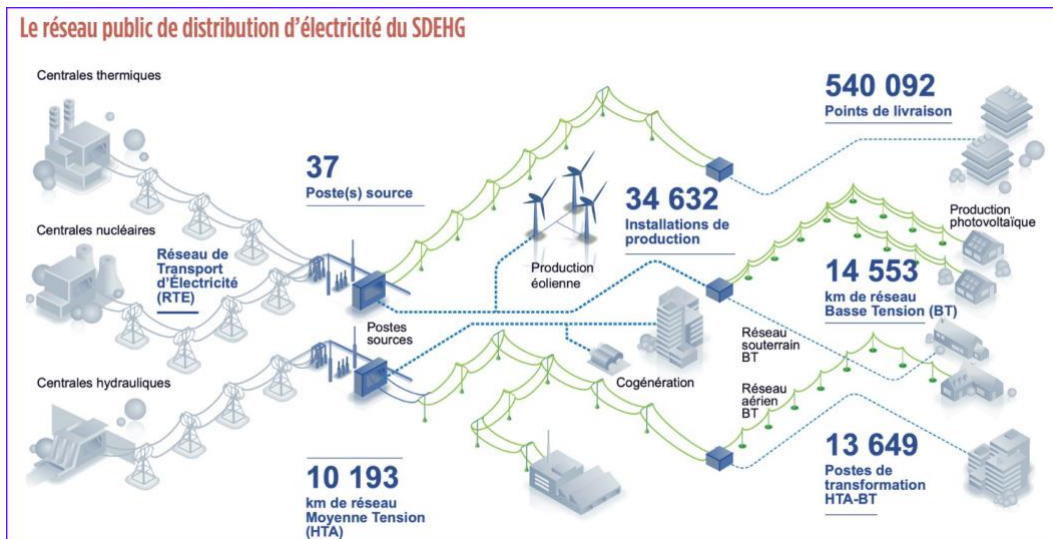 Le réseau public de distribution d'électricité du SDEHG
Centrales thermiques
37
Poste(s) source
540 092
Points de livraison
34 632
Installations de
production
Centrales nucléaires
Réseau de
Transport
d'Électricité
(RTE)
Production
éolienne
Production
photovoltaïque
14 553
km de réseau
Basse Tension (BT)
Postes
sources
Réseau
souterrain
BT
Centrales hydrauliques
Cogénération
Réseau
aérien
BT
10 193
km de réseau
Moyenne Tension
(HTA)
13 649
Postes de
transformation
HTA-BT